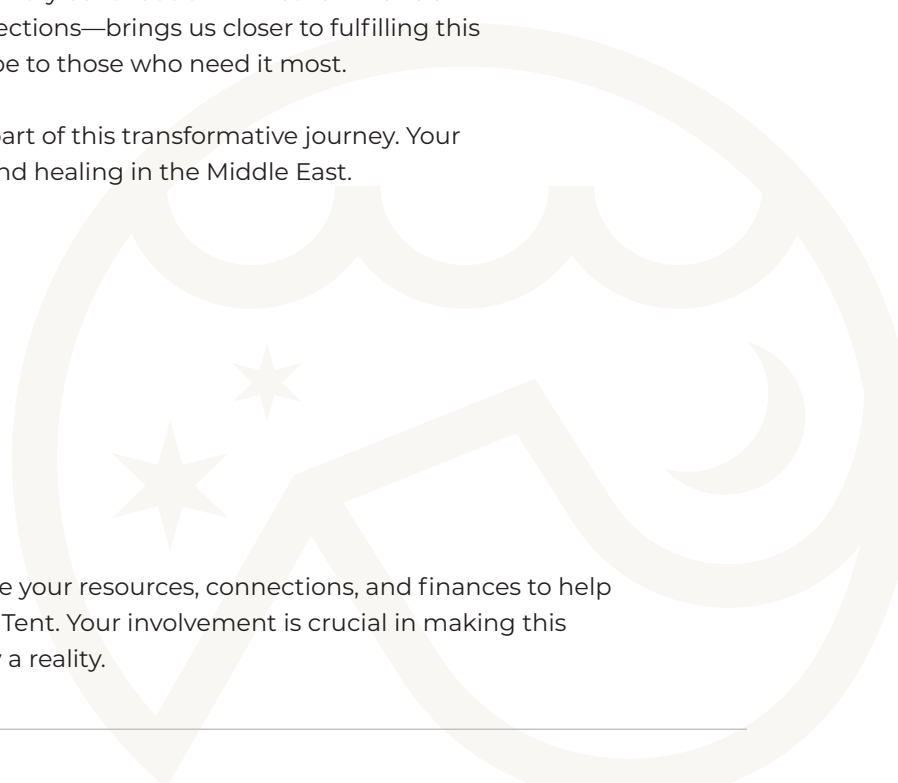 ections—brings us closer to fulfilling this
pe to those who need it most.
part of this transformative journey. Your
nd healing in the Middle East.
e your resources, connections, and finances to help
Tent. Your involvement is crucial in making this
y a reality.